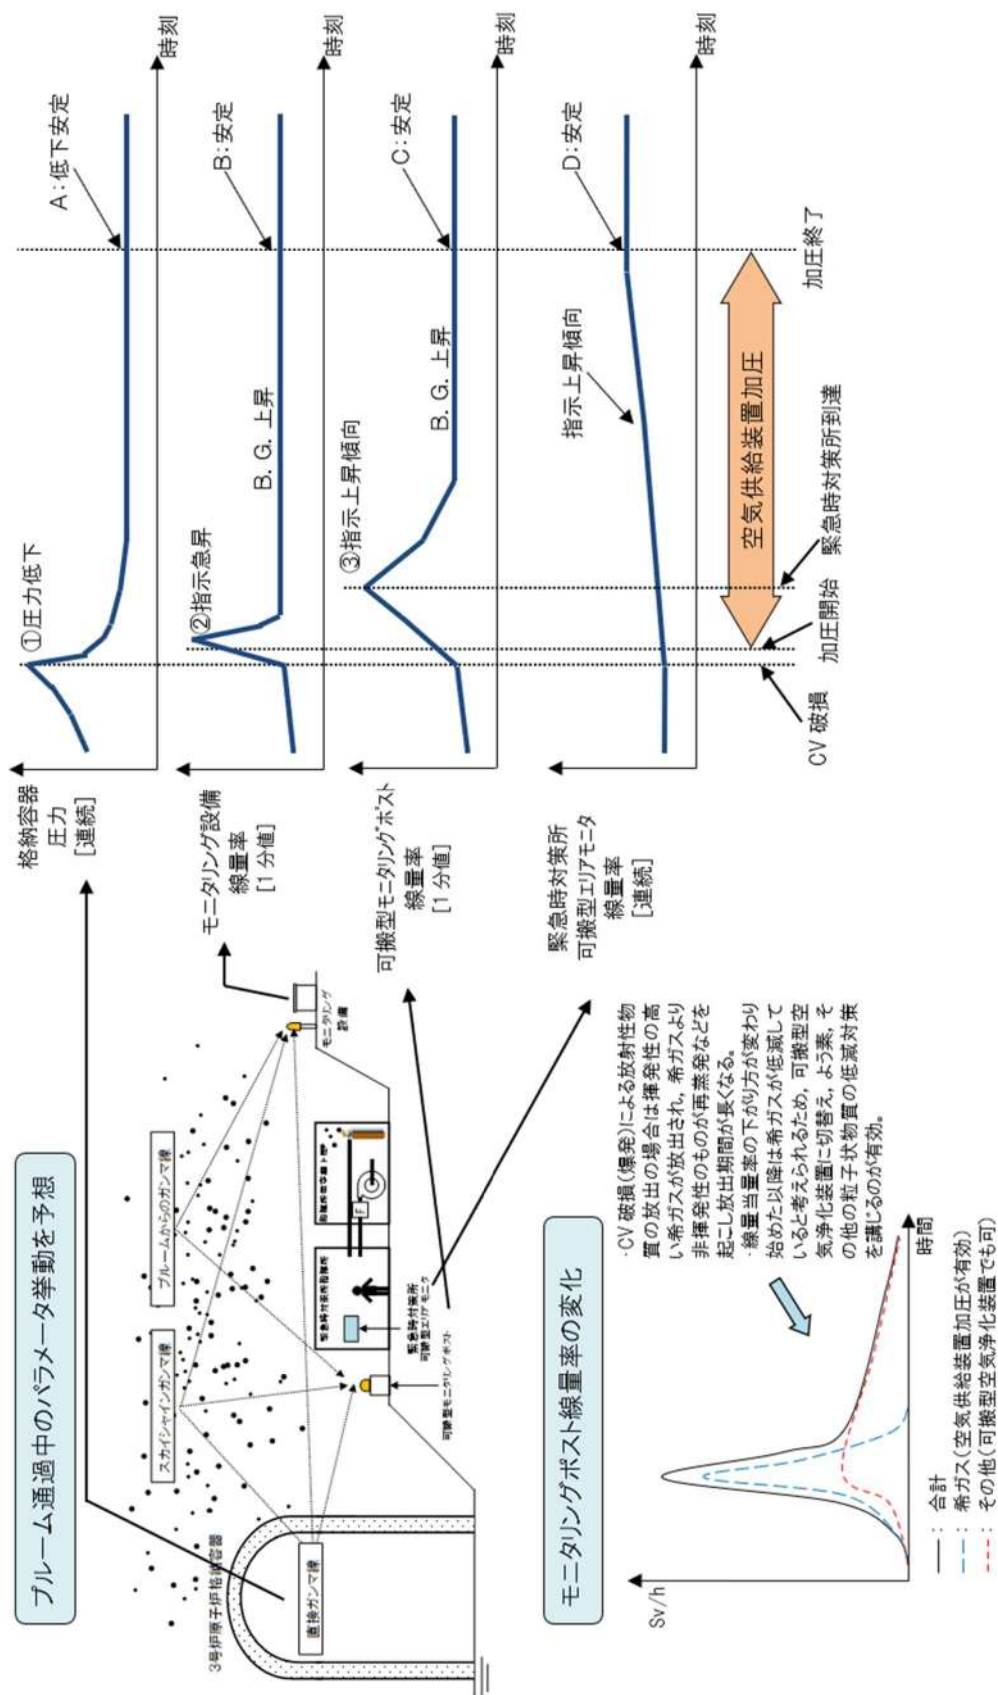 プルーム通過中のパラメータ挙動を予想
スカイシャインガンマ線
プルームからのガンマ線
3号炉原子炉格納容器
直接ガンマ線
緊急時対策所指揮所
F
モニタリング
設備
緊急時対策所
可搬型エリアモニタ
可搬型モニタリングポスト
格納容器
圧力
[連続]
①圧力低下
A：低下安定
時刻
モニタリング設備
線量率
[1分値]
②指示急昇
B. G. 上昇
B：安定
時刻
可搬型モニタリングポスト
線量率
[1分値]
③指示上昇傾向
B. G. 上昇
C：安定
時刻
緊急時対策所
可搬型エリアモニタ
線量率
[連続]
指示上昇傾向
D：安定
時刻
空気供給装置加圧
CV 破損
加圧開始
緊急時対策所到達
加圧終了
モニタリングポスト線量率の変化
Sv/h
時間
・CV 破損（爆発）による放射性物
質の放出の場合は揮発性の高
い希ガスが放出され，希ガスより
非揮発性のものが再蒸発などを
起こし放出期間が長くなる。
・線量当量率の下がり方が変わり
始めた以降は希ガスが低減して
いると考えられるため，可搬型空
気浄化装置に切替え，よう素，そ
の他の粒子状物質の低減対策
を講じるのが有効。
：合計
：希ガス（空気供給装置加圧が有効）
：その他（可搬型空気浄化装置でも可）